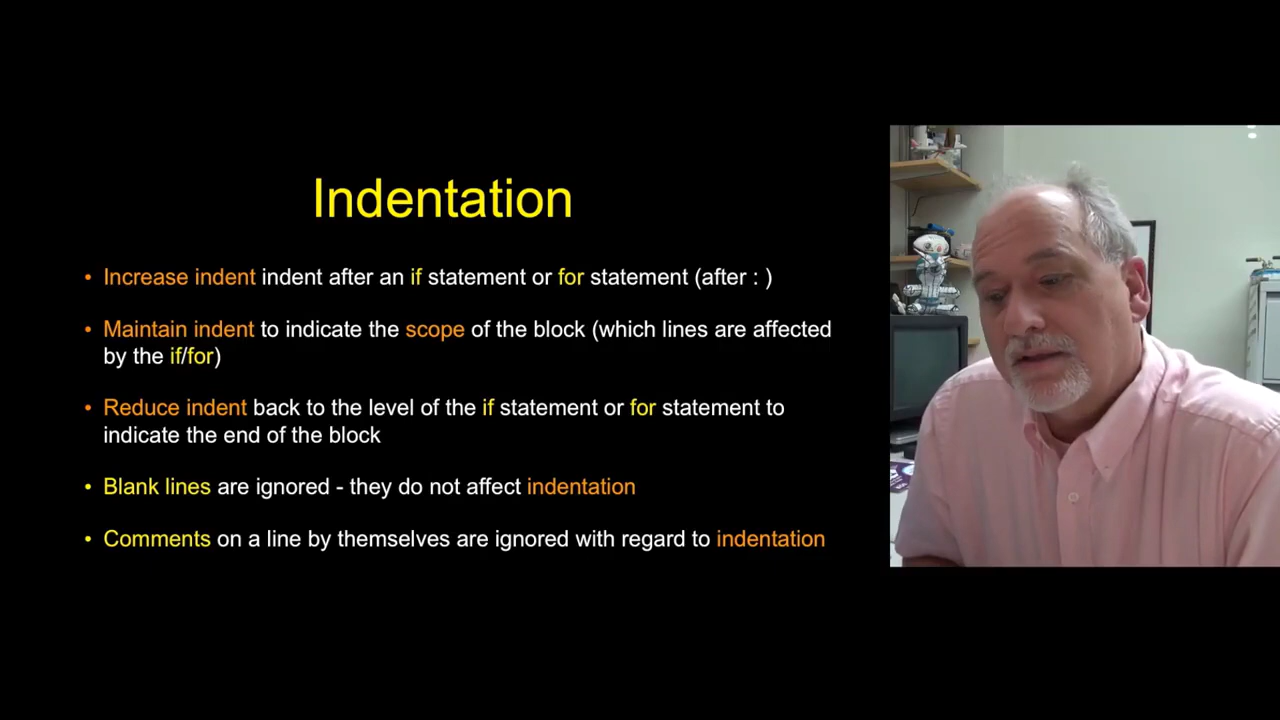 Indentation
• Increase indent indent after an if statement or for statement (after : )
• Maintain indent to indicate the scope of the block (which lines are affected
by the if/for)
• Reduce indent back to the level of the if statement or for statement to
indicate the end of the block
• Blank lines are ignored - they do not affect indentation
• Comments on a line by themselves are ignored with regard to indentation